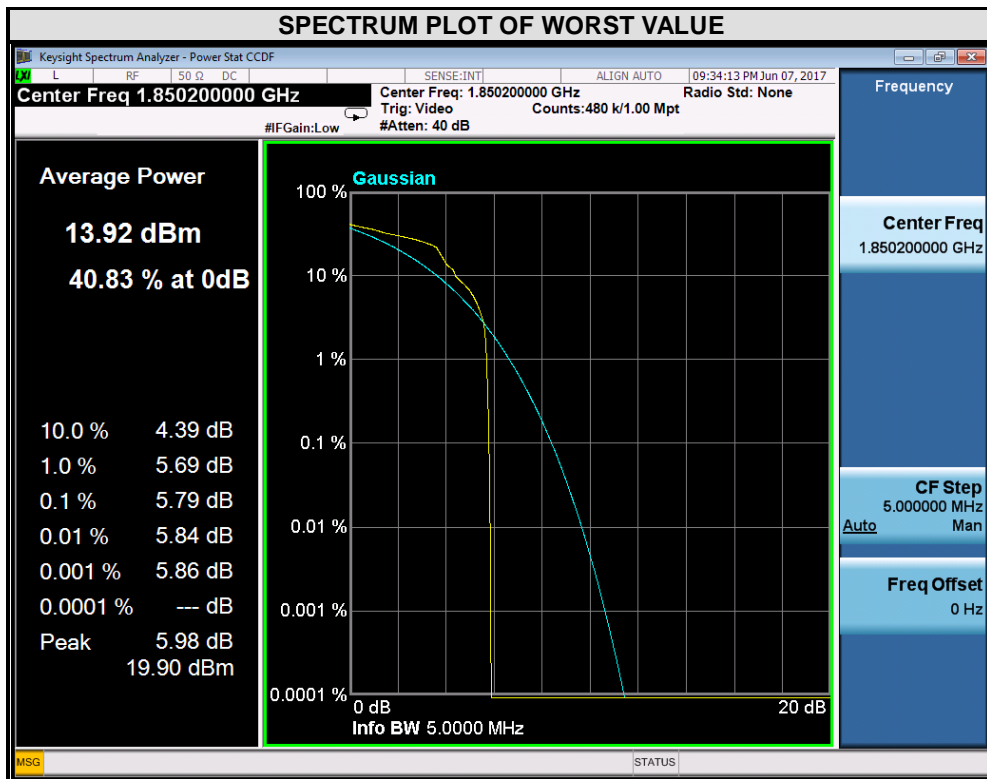 SPECTRUM PLOT OF WORST VALUE
Keysight Spectrum Analyzer - Power Stat CCDF
LXI L RF 50 Ω DC SENSE:INT ALIGN AUTO 09:34:13 PM Jun 07, 2017
Center Freq 1.850200000 GHz
Center Freq: 1.850200000 GHz Radio Std: None
Trig: Video Counts:480 k/1.00 Mpt
#IFGain:Low #Atten: 40 dB
Frequency
Average Power
13.92 dBm
40.83 % at 0dB
10.0 % 4.39 dB
1.0 % 5.69 dB
0.1 % 5.79 dB
0.01 % 5.84 dB
0.001 % 5.86 dB
0.0001 % --- dB
Peak 5.98 dB
19.90 dBm
Gaussian
100 %
10 %
1 %
0.1 %
0.01 %
0.001 %
0.0001 %
0 dB 20 dB
Info BW 5.0000 MHz
Center Freq
1.850200000 GHz
CF Step
5.000000 MHz
Auto Man
Freq Offset
0 Hz
MSG STATUS